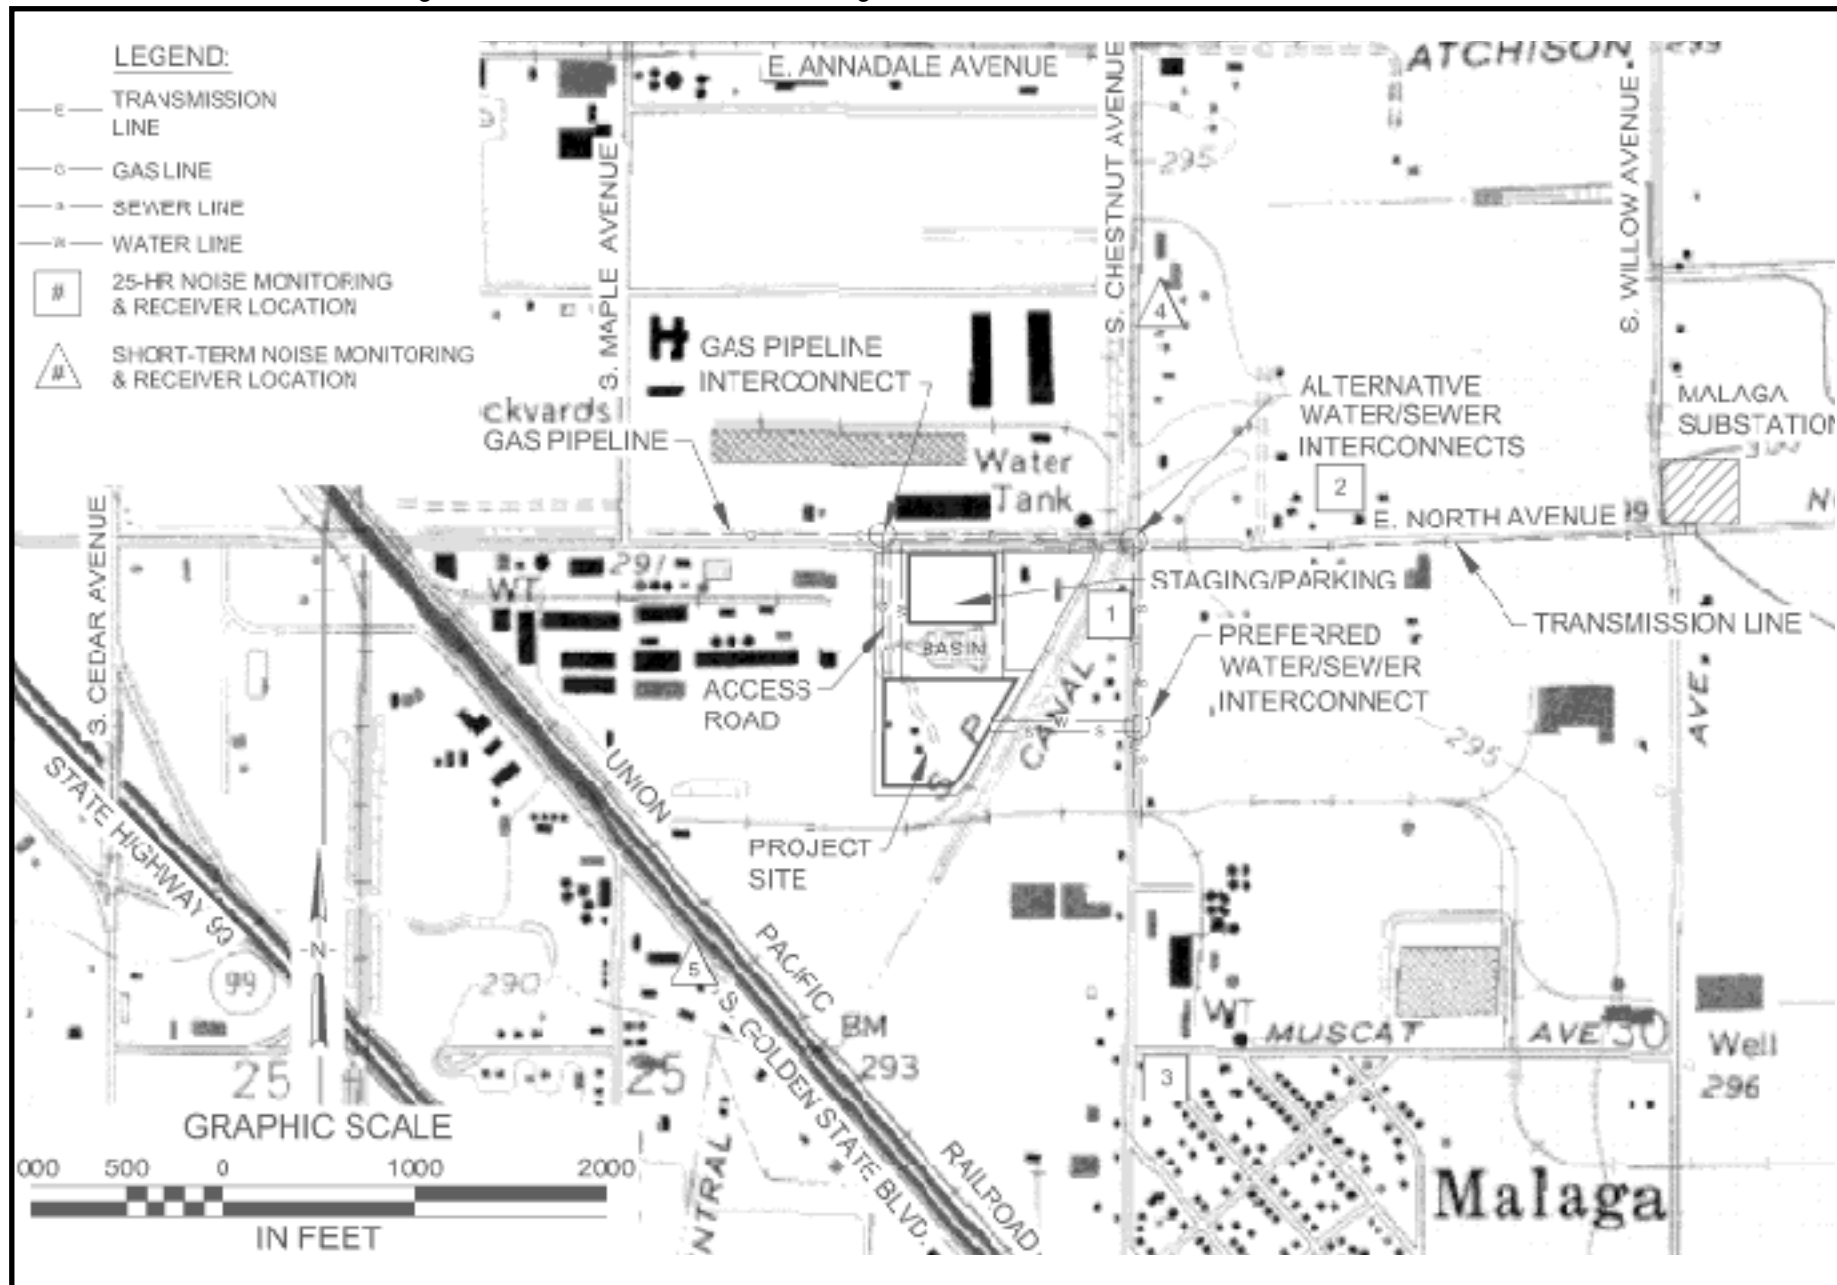 LEGEND:
E
TRANSMISSION
LINE
G
GAS LINE
S
SEWER LINE
W
WATER LINE
#
25-HR NOISE MONITORING
& RECEIVER LOCATION
#
SHORT-TERM NOISE MONITORING
& RECEIVER LOCATION
E. ANNADALE AVENUE
ATCHISON
S. MAPLE AVENUE
S. CHESTNUT AVENUE
S. WILLOW AVENUE
295
4
GAS PIPELINE
INTERCONNECT
ckyards
GAS PIPELINE
Water
Tank
ALTERNATIVE
WATER/SEWER
INTERCONNECTS
MALAGA
SUBSTATION
2
E. NORTH AVENUE
S. CEDAR AVENUE
297
WT
STAGING/PARKING
1
BASIN
TRANSMISSION LINE
PREFERRED
WATER/SEWER
INTERCONNECT
ACCESS
ROAD
S P
CANAL
W
S
S
295
AVE.
PROJECT
SITE
UNION
PACIFIC
RAILROAD
STATE HIGHWAY 99
99
-N-
290
5
S. GOLDEN STATE BLVD.
BM
293
WT
MUSCAT AVE
30
Well
296
25
25
3
NTRAL
Malaga
GRAPHIC SCALE
000 500 0 1000 2000
IN FEET